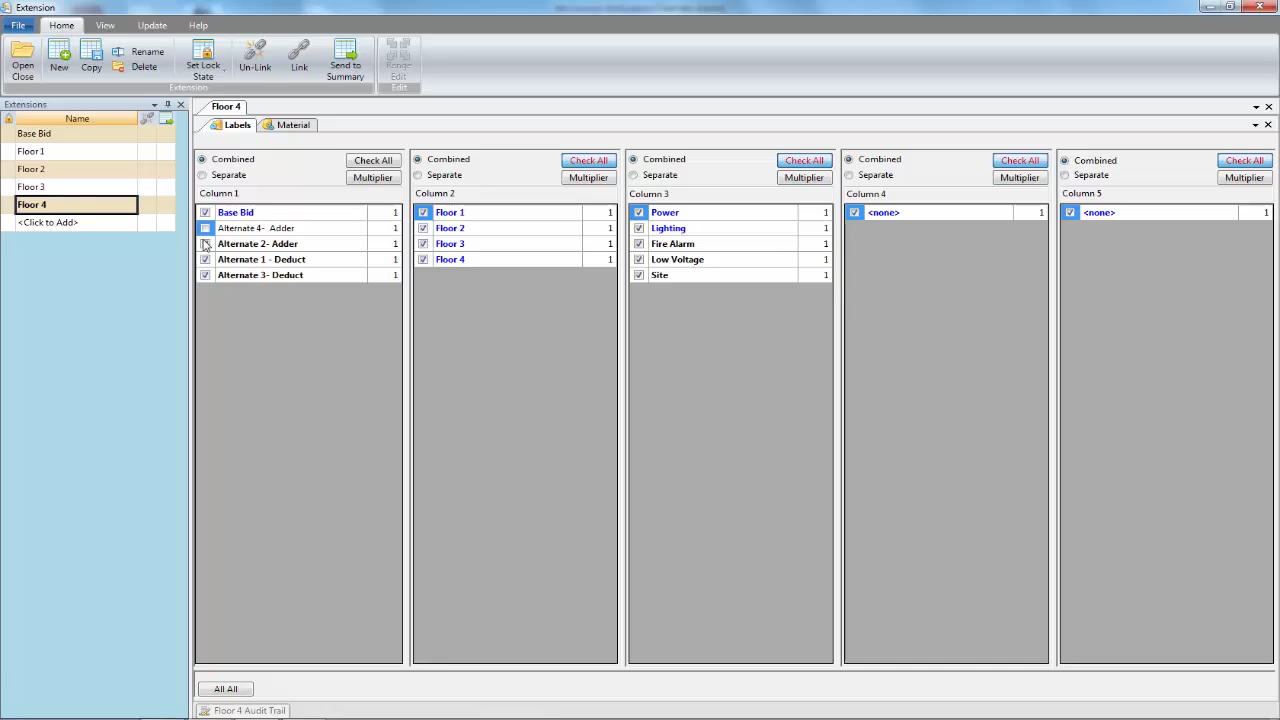 Extension
File Home View Update Help
Open Close
New
Copy
Rename
Delete
Set Lock State
Un-Link
Link
Send to Summary
Range Edit
Extension
Edit
Extensions
Name
Base Bid
Floor 1
Floor 2
Floor 3
Floor 4
<Click to Add>
Floor 4
Labels Material
Combined Check All
Separate Multiplier
Column 1
Base Bid 1
Alternate 4- Adder 1
Alternate 2- Adder 1
Alternate 1 - Deduct 1
Alternate 3- Deduct 1
Combined Check All
Separate Multiplier
Column 2
Floor 1 1
Floor 2 1
Floor 3 1
Floor 4 1
Combined Check All
Separate Multiplier
Column 3
Power 1
Lighting 1
Fire Alarm 1
Low Voltage 1
Site 1
Combined Check All
Separate Multiplier
Column 4
<none> 1
Combined Check All
Separate Multiplier
Column 5
<none> 1
All All
Floor 4 Audit Trail